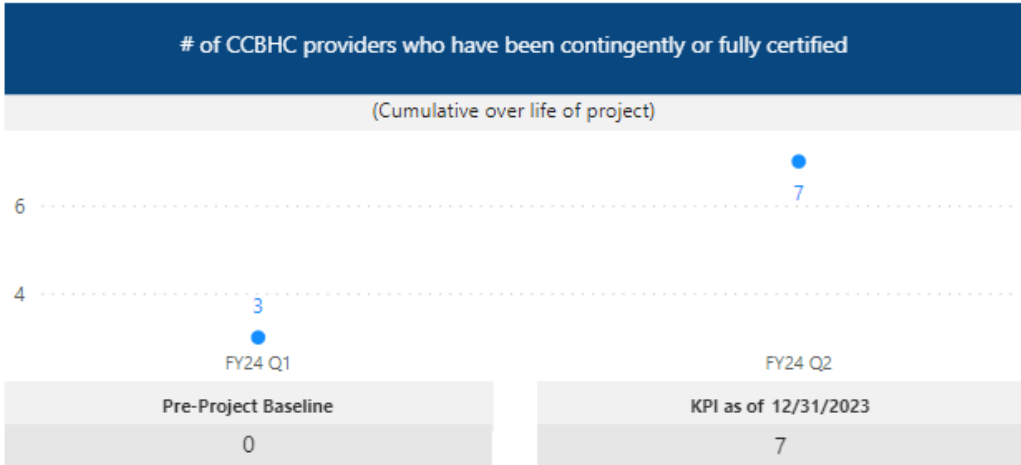 # of CCBHC providers who have been contingently or fully certified
(Cumulative over life of project)
7
6
4
3
FY24 Q1 FY24 Q2
Pre-Project Baseline KPI as of 12/31/2023
0 7